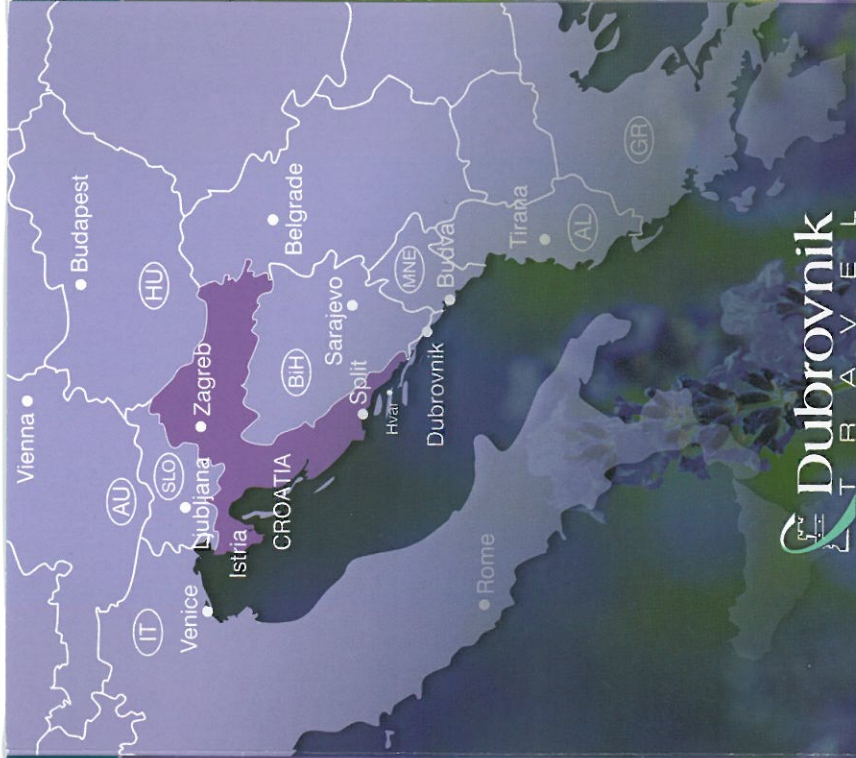 Vienna
Budapest
AU
HU
SLO
Ljubljana
Zagreb
IT
Venice
Istria
CROATIA
BiH
Belgrade
Sarajevo
Split
Hvar
MNE
Dubrovnik
Budva
Rome
Tirana
AL
GR
Dubrovnik
TRAVEL